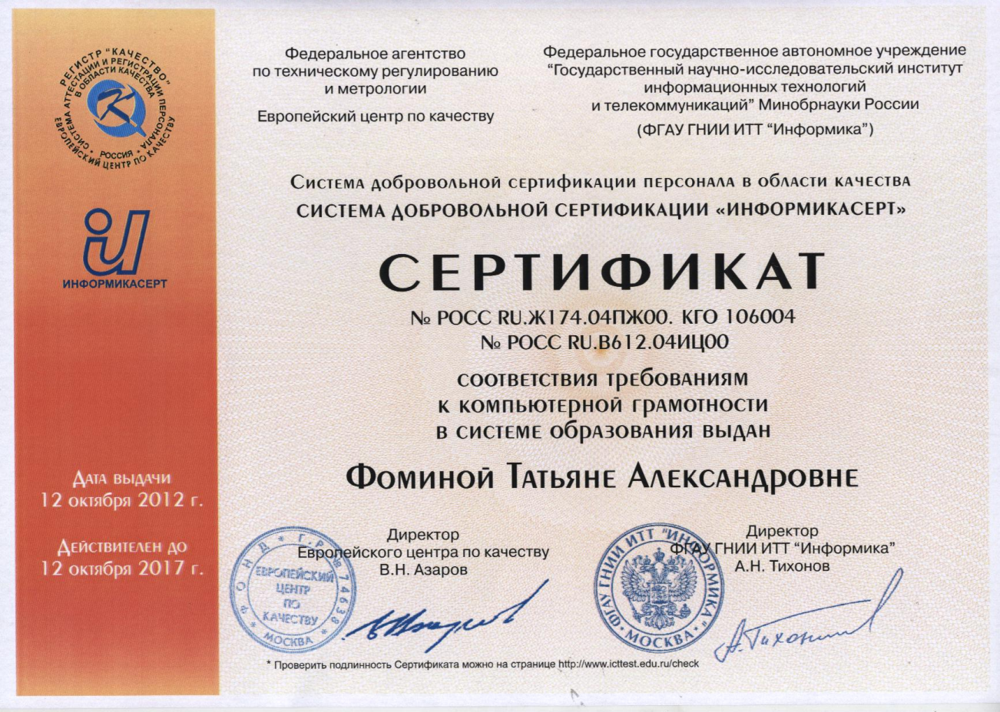 РЕГИСТР "КАЧЕСТВО"
СИСТЕМА АТТЕСТАЦИИ И РЕГИСТРАЦИИ ПЕРСОНАЛА
В ОБЛАСТИ КАЧЕСТВА
РОССИЯ
ЕВРОПЕЙСКИЙ ЦЕНТР ПО КАЧЕСТВУ
ИНФОРМИКАСЕРТ
Дата выдачи
12 октября 2012 г.
Действителен до
12 октября 2017 г.
Федеральное агентство
по техническому регулированию
и метрологии
Европейский центр по качеству
Федеральное государственное автономное учреждение
"Государственный научно-исследовательский институт
информационных технологий
и телекоммуникаций" Минобрнауки России
(ФГАУ ГНИИ ИТТ "Информика")
Система добровольной сертификации персонала в области качества
СИСТЕМА ДОБРОВОЛЬНОЙ СЕРТИФИКАЦИИ «ИНФОРМИКАСЕРТ»
СЕРТИФИКАТ
№ РОСС RU.Ж174.04ПЖ00. КГО 106004
№ РОСС RU.В612.04ИЦ00
соответствия требованиям
к компьютерной грамотности
в системе образования выдан
Фоминой Татьяне Александровне
Директор
Европейского центра по качеству
В.Н. Азаров
ФОНД * Г.Р. № 74638 * МОСКВА *
ЕВРОПЕЙСКИЙ
ЦЕНТР
ПО
КАЧЕСТВУ
Директор
ФГАУ ГНИИ ИТТ "Информика"
А.Н. Тихонов
ФГАУ ГНИИ ИТТ "ИНФОРМИКА"
МОСКВА
А.Тихонов
* Проверить подлинность Сертификата можно на странице http://www.icttest.edu.ru/check